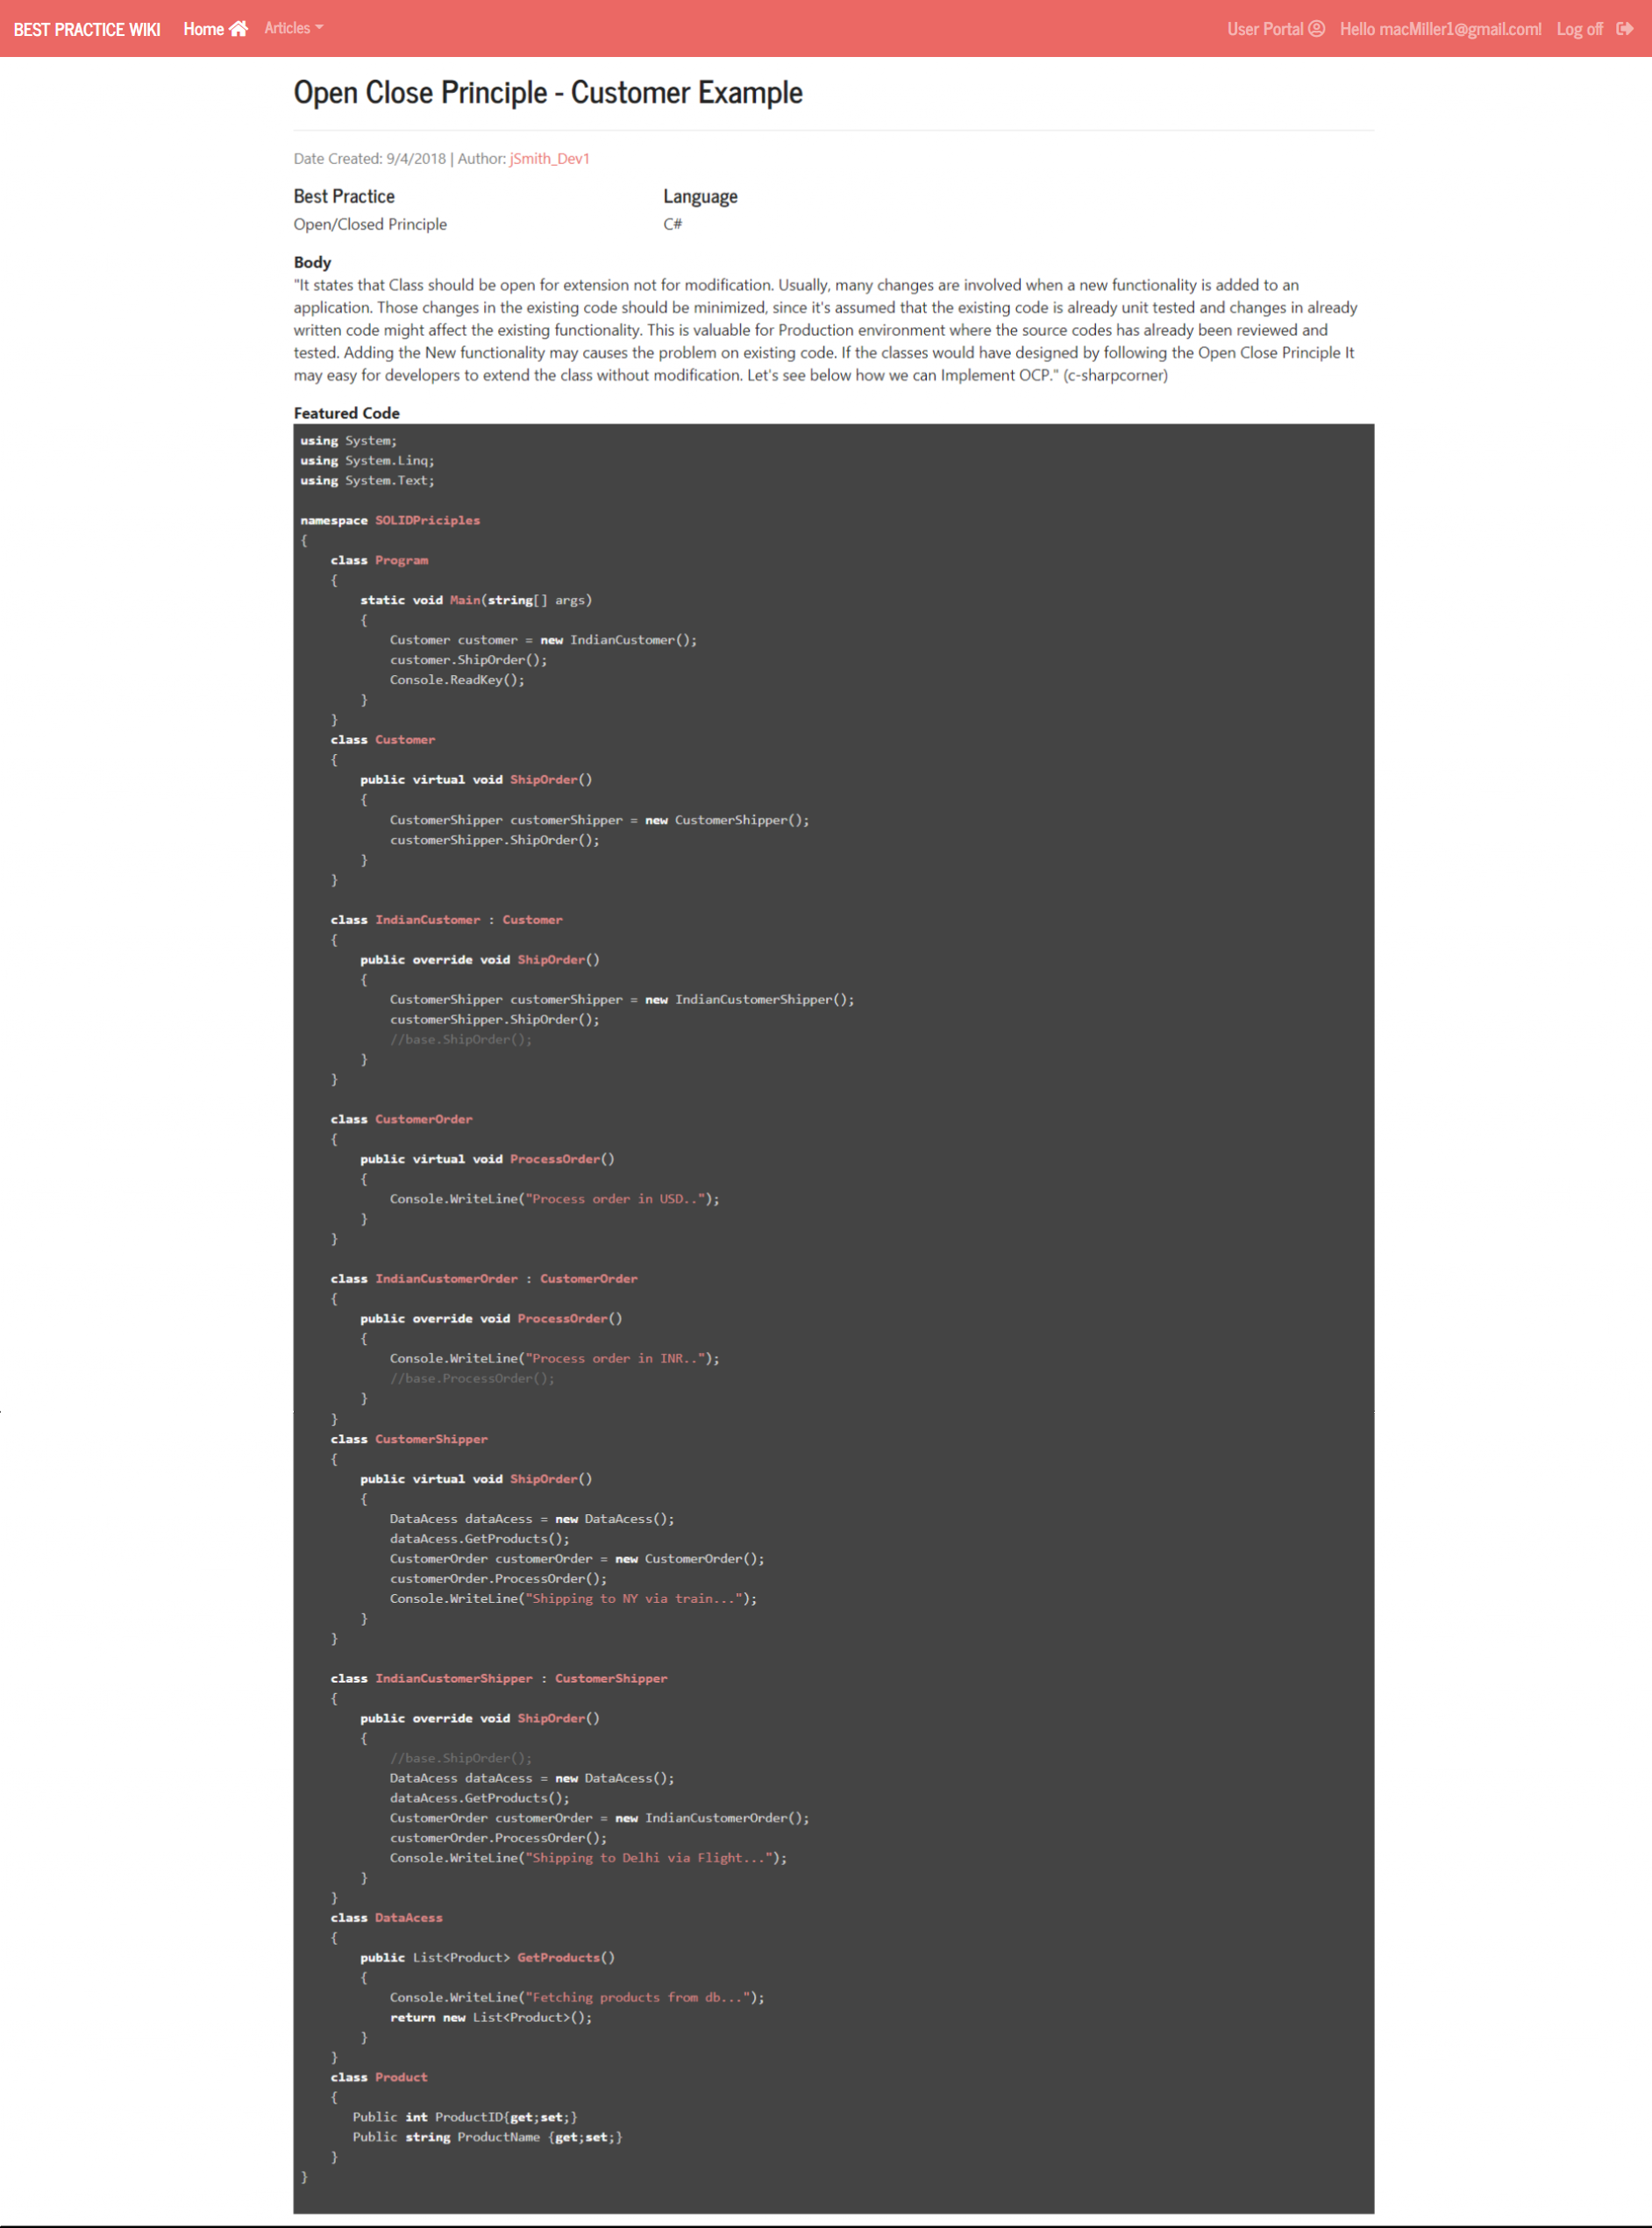 BEST PRACTICE WIKI Home Articles User Portal Hello macMiller1@gmail.com! Log off
Open Close Principle - Customer Example
Date Created: 9/4/2018 | Author: jSmith_Dev1
Best Practice Language
Open/Closed Principle C#
Body
"It states that Class should be open for extension not for modification. Usually, many changes are involved when a new functionality is added to an
application. Those changes in the existing code should be minimized, since it's assumed that the existing code is already unit tested and changes in already
written code might affect the existing functionality. This is valuable for Production environment where the source codes has already been reviewed and
tested. Adding the New functionality may causes the problem on existing code. If the classes would have designed by following the Open Close Principle It
may easy for developers to extend the class without modification. Let's see below how we can Implement OCP." (c-sharpcorner)
Featured Code
using System;
using System.Linq;
using System.Text;
namespace SOLIDPriciples
{
class Program
{
static void Main(string[] args)
{
Customer customer = new IndianCustomer();
customer.ShipOrder();
Console.ReadKey();
}
}
class Customer
{
public virtual void ShipOrder()
{
CustomerShipper customerShipper = new CustomerShipper();
customerShipper.ShipOrder();
}
}
class IndianCustomer : Customer
{
public override void ShipOrder()
{
CustomerShipper customerShipper = new IndianCustomerShipper();
customerShipper.ShipOrder();
//base.ShipOrder();
}
}
class CustomerOrder
{
public virtual void ProcessOrder()
{
Console.WriteLine("Process order in USD..");
}
}
class IndianCustomerOrder : CustomerOrder
{
public override void ProcessOrder()
{
Console.WriteLine("Process order in INR..");
//base.ProcessOrder();
}
}
class CustomerShipper
{
public virtual void ShipOrder()
{
DataAcess dataAcess = new DataAcess();
dataAcess.GetProducts();
CustomerOrder customerOrder = new CustomerOrder();
customerOrder.ProcessOrder();
Console.WriteLine("Shipping to NY via train...");
}
}
class IndianCustomerShipper : CustomerShipper
{
public override void ShipOrder()
{
//base.ShipOrder();
DataAcess dataAcess = new DataAcess();
dataAcess.GetProducts();
CustomerOrder customerOrder = new IndianCustomerOrder();
customerOrder.ProcessOrder();
Console.WriteLine("Shipping to Delhi via Flight...");
}
}
class DataAcess
{
public List<Product> GetProducts()
{
Console.WriteLine("Fetching products from db...");
return new List<Product>();
}
}
class Product
{
Public int ProductID{get;set;}
Public string ProductName {get;set;}
}
}